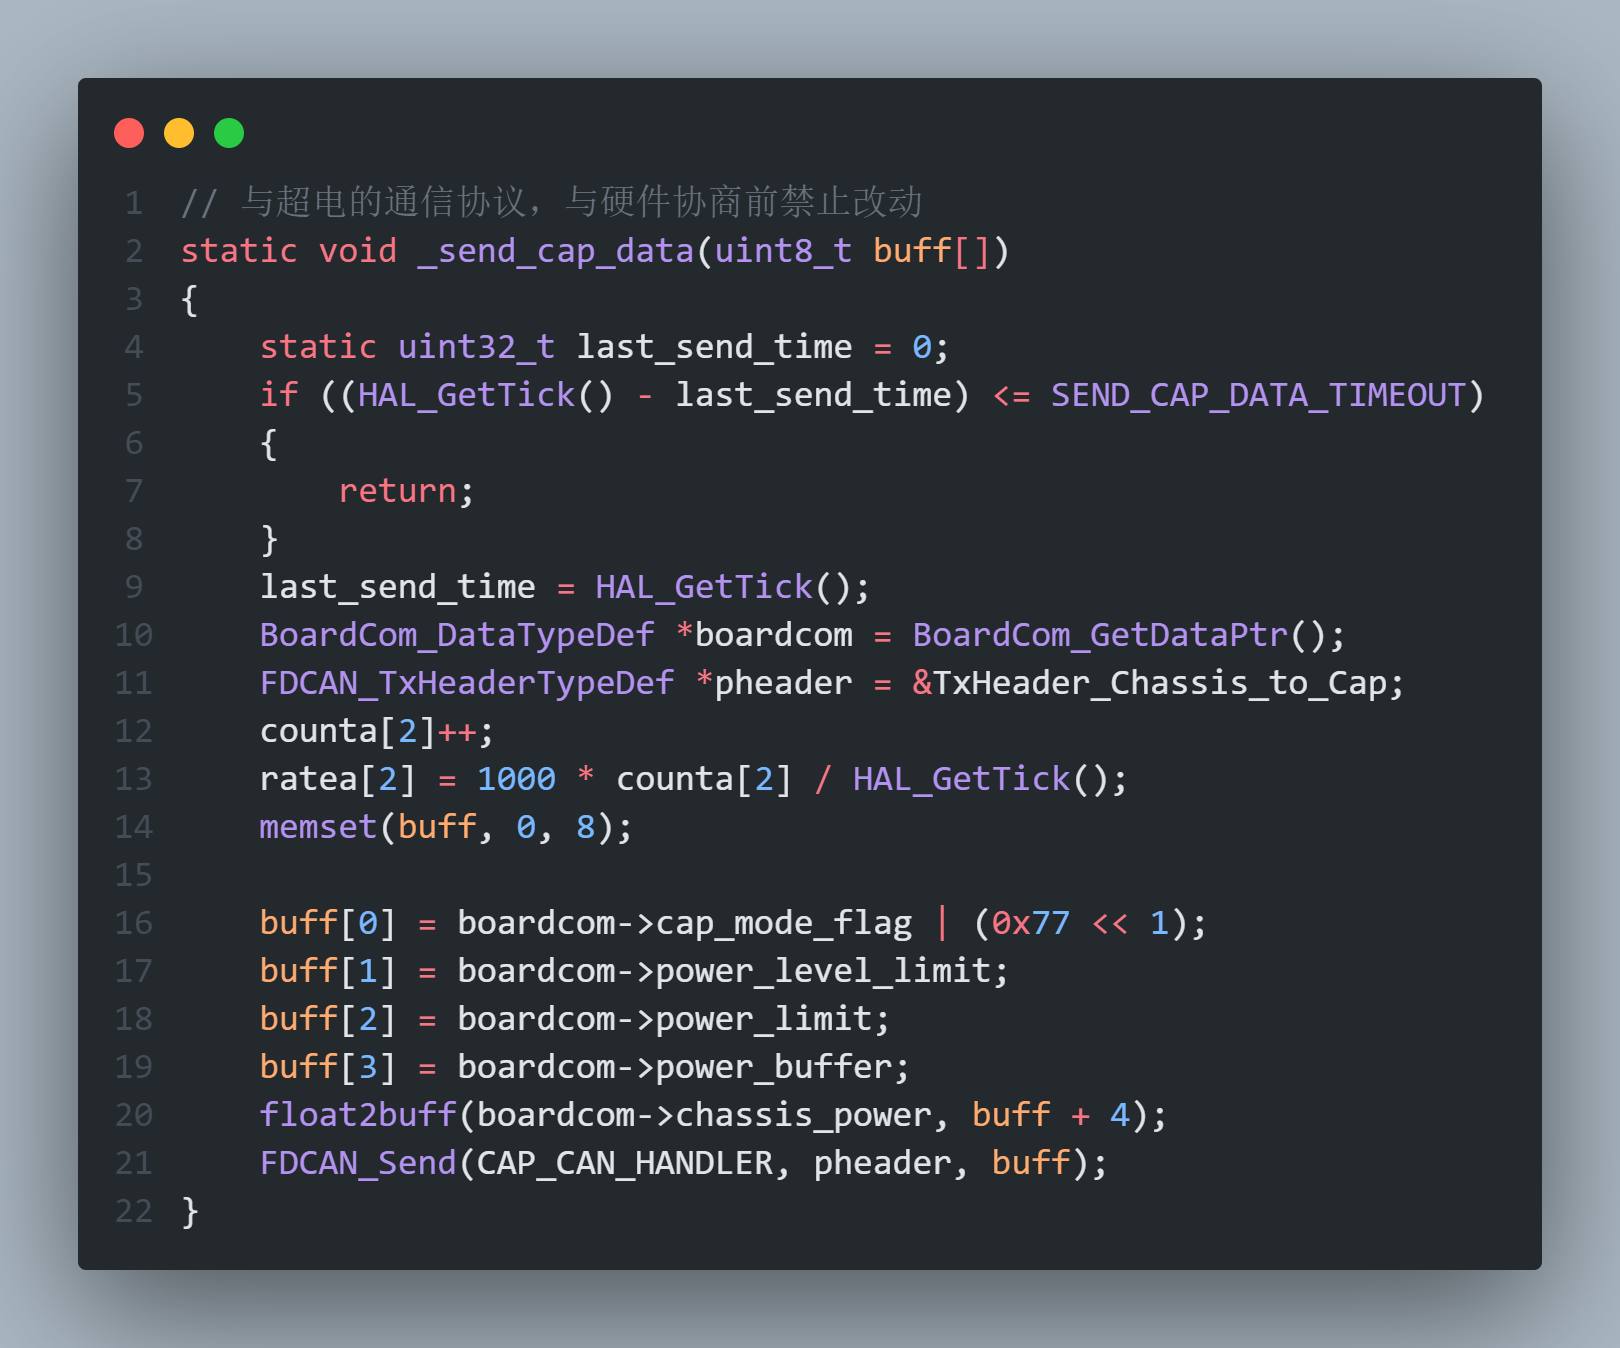 1 // 与超电的通信协议，与硬件协商前禁止改动
2 static void _send_cap_data(uint8_t buff[])
3 {
4     static uint32_t last_send_time = 0;
5     if ((HAL_GetTick() - last_send_time) <= SEND_CAP_DATA_TIMEOUT)
6     {
7         return;
8     }
9     last_send_time = HAL_GetTick();
10     BoardCom_DataTypeDef *boardcom = BoardCom_GetDataPtr();
11     FDCAN_TxHeaderTypeDef *pheader = &TxHeader_Chassis_to_Cap;
12     counta[2]++;
13     ratea[2] = 1000 * counta[2] / HAL_GetTick();
14     memset(buff, 0, 8);
15
16     buff[0] = boardcom->cap_mode_flag | (0x77 << 1);
17     buff[1] = boardcom->power_level_limit;
18     buff[2] = boardcom->power_limit;
19     buff[3] = boardcom->power_buffer;
20     float2buff(boardcom->chassis_power, buff + 4);
21     FDCAN_Send(CAP_CAN_HANDLER, pheader, buff);
22 }